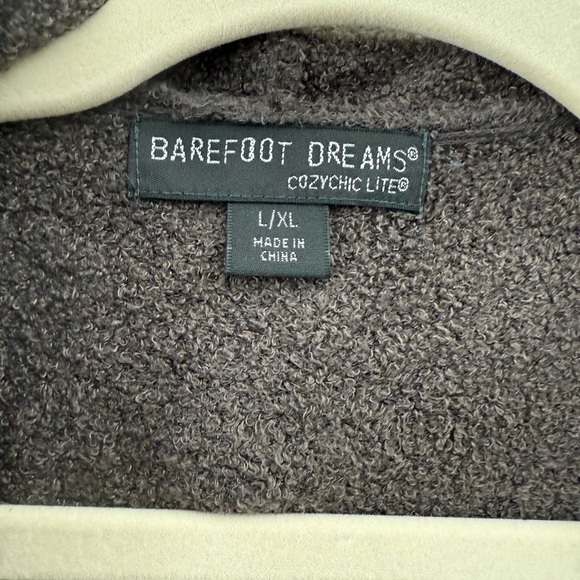 BAREFOOT DREAMS®
COZYCHIC LITE®
L/XL
MADE IN
CHINA